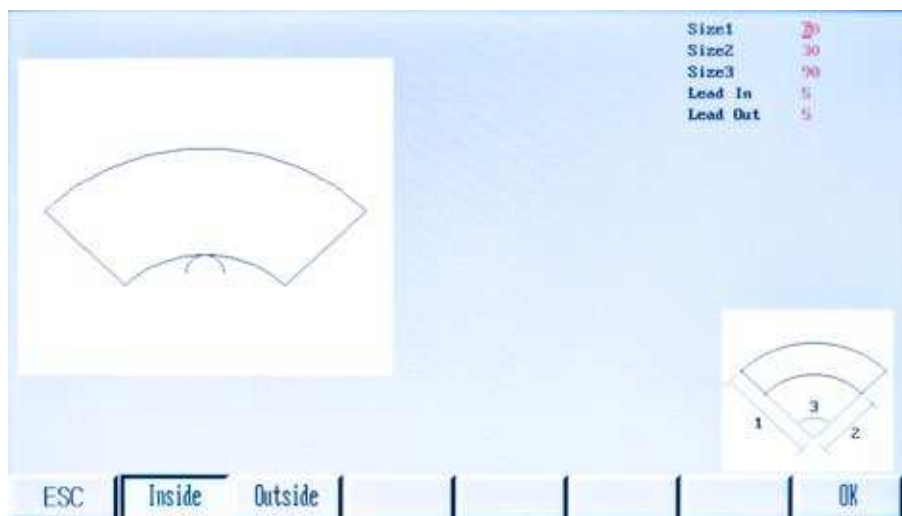 Size1
Size2 30
Size3 90
Lead In 5
Lead Out 5
3
1
2
ESC Inside Outside OK